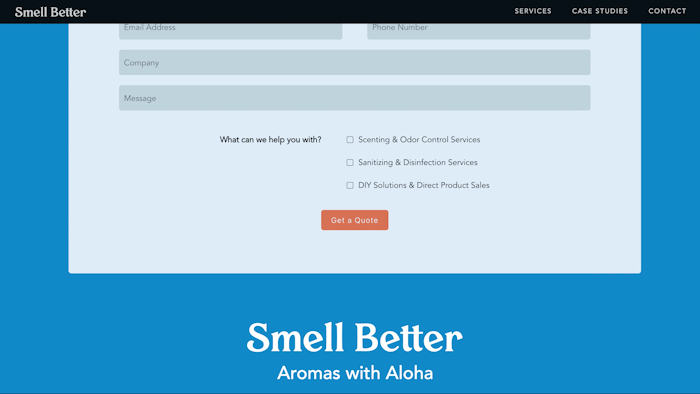 Smell Better SERVICES CASE STUDIES CONTACT
Email Address Phone Number
Company
Message
What can we help you with? Scenting & Odor Control Services
Sanitizing & Disinfection Services
DIY Solutions & Direct Product Sales
Get a Quote
Smell Better
Aromas with Aloha